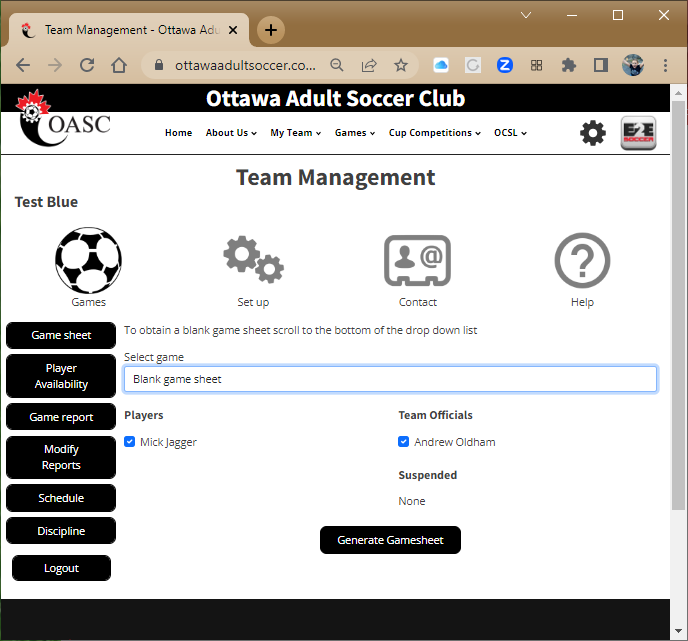 Team Management - Ottawa Adu
ottawaadultsoccer.co...
Ottawa Adult Soccer Club
OASC
Home About Us My Team Games Cup Competitions OCSL
E2E
SOCCER
Team Management
Test Blue
Games Set up Contact Help
Game sheet
Player
Availability
Game report
Modify
Reports
Schedule
Discipline
Logout
To obtain a blank game sheet scroll to the bottom of the drop down list
Select game
Blank game sheet
Players
Mick Jagger
Team Officials
Andrew Oldham
Suspended
None
Generate Gamesheet